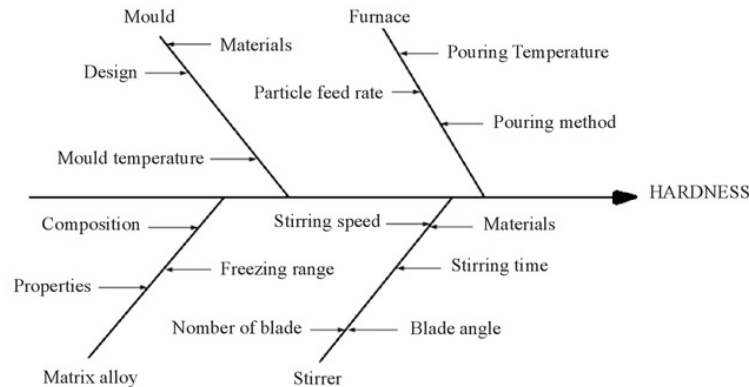 Mould
Furnace
Materials
Pouring Temperature
Design
Particle feed rate
Pouring method
Mould temperature
HARDNESS
Composition
Stirring speed
Materials
Freezing range
Stirring time
Properties
Nomber of blade
Blade angle
Matrix alloy
Stirrer